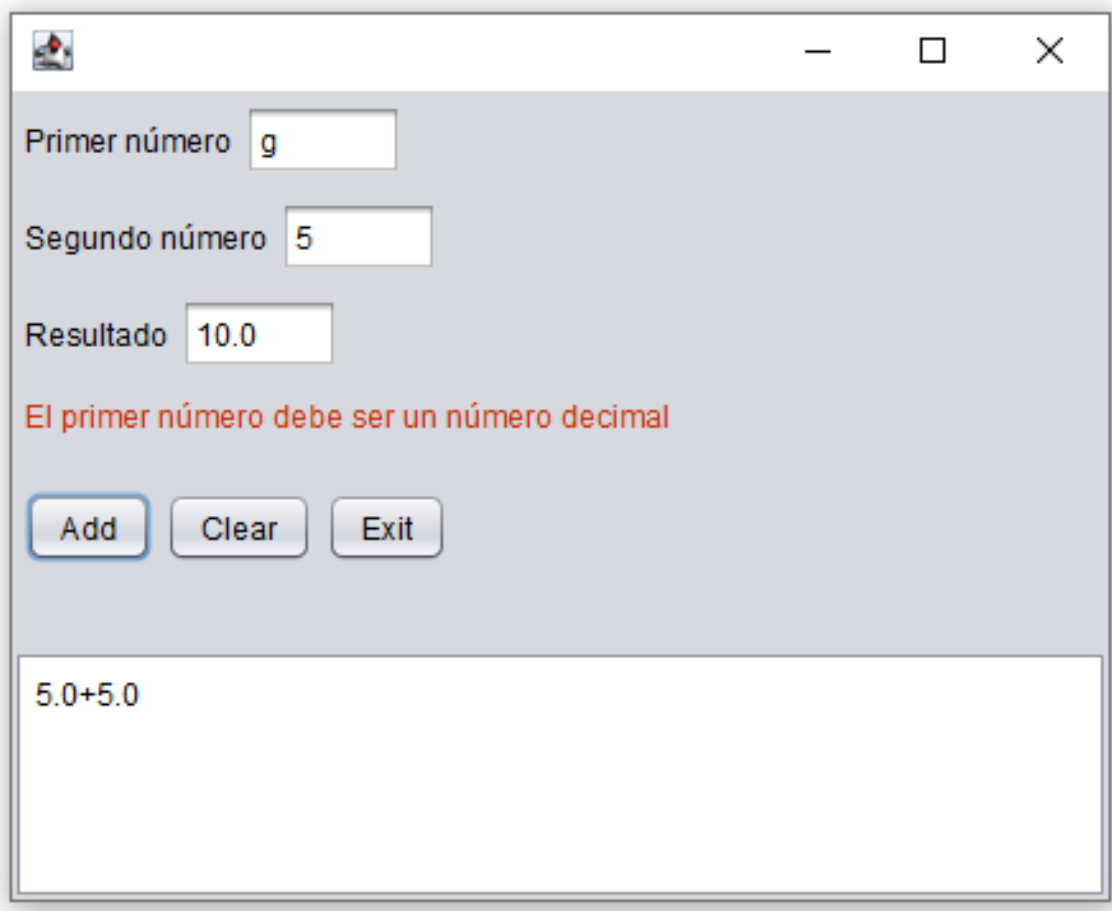 Primer número g
Segundo número 5
Resultado 10.0
El primer número debe ser un número decimal
Add Clear Exit
5.0+5.0